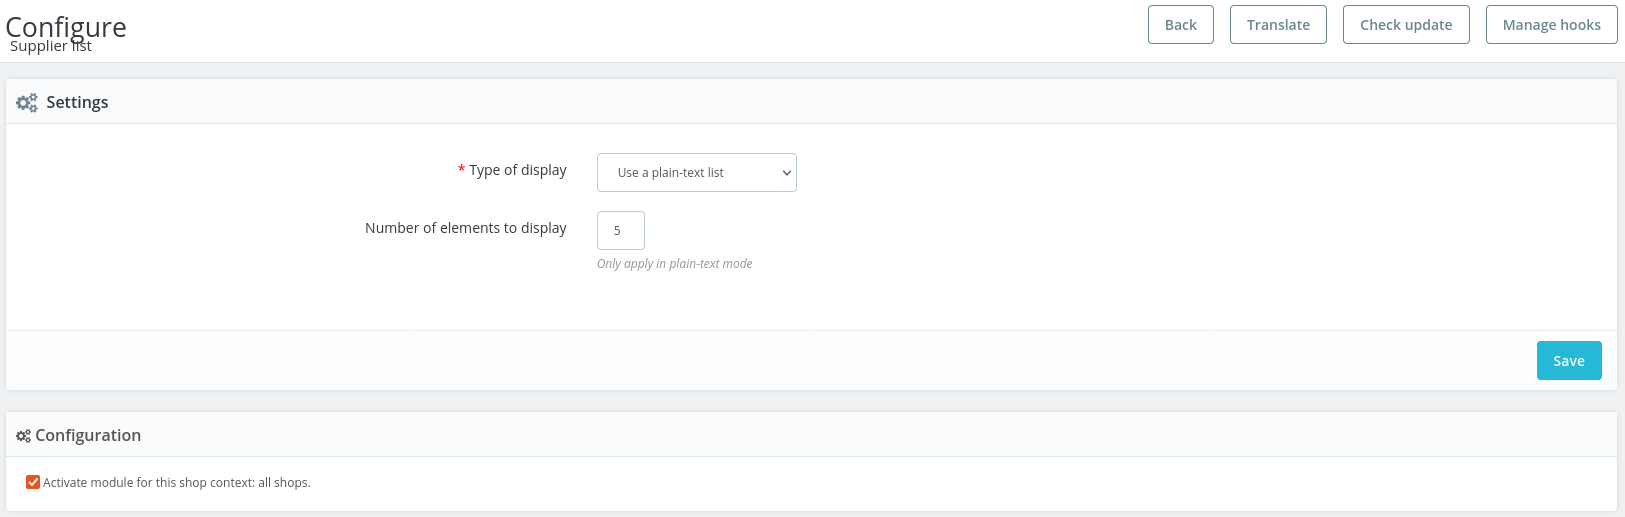 Configure
Supplier list
Back
Translate
Check update
Manage hooks
Settings
* Type of display
Use a plain-text list
Number of elements to display
5
Only apply in plain-text mode
Save
Configuration
Activate module for this shop context: all shops.